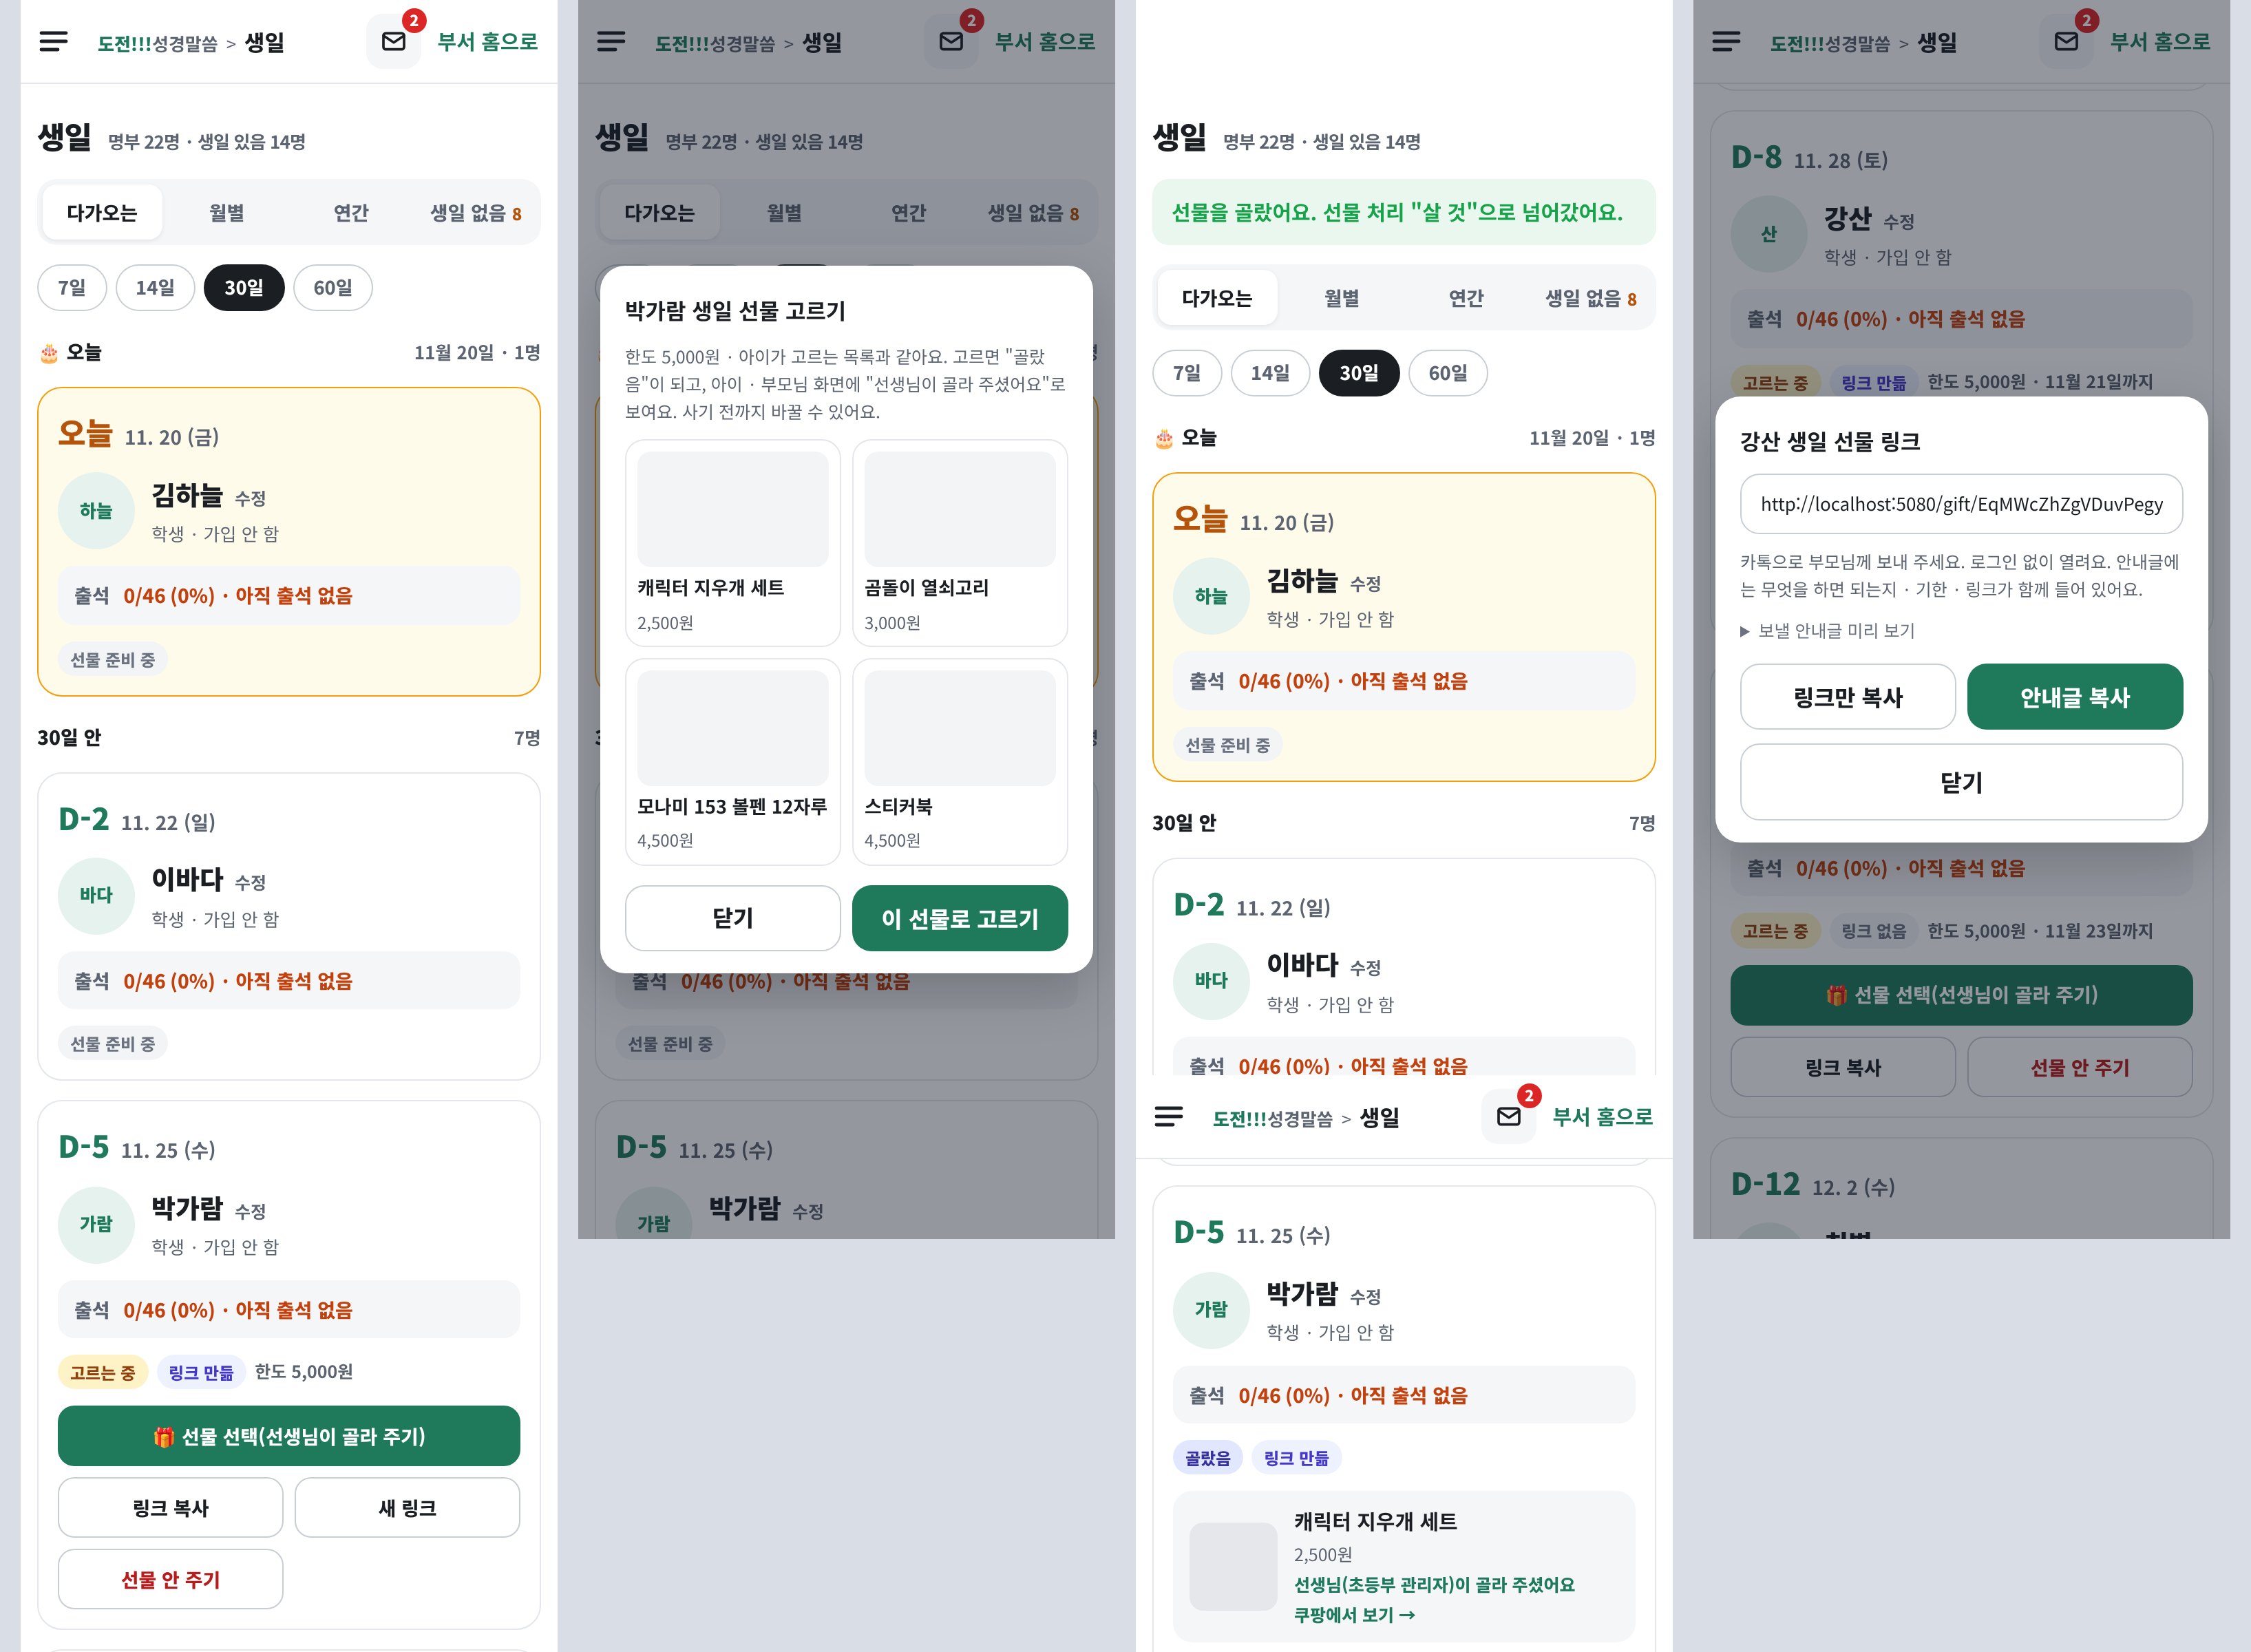 도전!!!성경말씀 > 생일
2
부서 홈으로
생일 명부 22명 · 생일 있음 14명
다가오는 월별 연간 생일 없음 8
7일 14일 30일 60일
🎂 오늘 11월 20일 · 1명
오늘 11. 20 (금)
하늘 김하늘 수정
학생 · 가입 안 함
출석 0/46 (0%) · 아직 출석 없음
선물 준비 중
30일 안 7명
D-2 11. 22 (일)
바다 이바다 수정
학생 · 가입 안 함
출석 0/46 (0%) · 아직 출석 없음
선물 준비 중
D-5 11. 25 (수)
가람 박가람 수정
학생 · 가입 안 함
출석 0/46 (0%) · 아직 출석 없음
고르는 중 링크 만듦 한도 5,000원
🎁 선물 선택(선생님이 골라 주기)
링크 복사 새 링크
선물 안 주기
도전!!!성경말씀 > 생일
2
부서 홈으로
생일 명부 22명 · 생일 있음 14명
다가오는 월별 연간 생일 없음 8
박가람 생일 선물 고르기
한도 5,000원 · 아이가 고르는 목록과 같아요. 고르면 "골랐
음"이 되고, 아이 · 부모님 화면에 "선생님이 골라 주셨어요"로
보여요. 사기 전까지 바꿀 수 있어요.
캐릭터 지우개 세트
2,500원
곰돌이 열쇠고리
3,000원
모나미 153 볼펜 12자루
4,500원
스티커북
4,500원
닫기 이 선물로 고르기
출석 0/46 (0%) · 아직 출석 없음
선물 준비 중
D-5 11. 25 (수)
가람 박가람 수정
생일 명부 22명 · 생일 있음 14명
선물을 골랐어요. 선물 처리 "살 것"으로 넘어갔어요.
다가오는 월별 연간 생일 없음 8
7일 14일 30일 60일
🎂 오늘 11월 20일 · 1명
오늘 11. 20 (금)
하늘 김하늘 수정
학생 · 가입 안 함
출석 0/46 (0%) · 아직 출석 없음
선물 준비 중
30일 안 7명
D-2 11. 22 (일)
바다 이바다 수정
학생 · 가입 안 함
출석 0/46 (0%) · 아직 출석 없음
도전!!!성경말씀 > 생일
2
부서 홈으로
D-5 11. 25 (수)
가람 박가람 수정
학생 · 가입 안 함
출석 0/46 (0%) · 아직 출석 없음
골랐음 링크 만듦
캐릭터 지우개 세트
2,500원
선생님(초등부 관리자)이 골라 주셨어요
쿠팡에서 보기 →
도전!!!성경말씀 > 생일
2
부서 홈으로
D-8 11. 28 (토)
산 강산 수정
학생 · 가입 안 함
출석 0/46 (0%) · 아직 출석 없음
고르는 중 링크 만듦 한도 5,000원 · 11월 21일까지
강산 생일 선물 링크
http://localhost:5080/gift/EqMWcZhZgVDuvPegy
카톡으로 부모님께 보내 주세요. 로그인 없이 열려요. 안내글에
는 무엇을 하면 되는지 · 기한 · 링크가 함께 들어 있어요.
▶ 보낼 안내글 미리 보기
링크만 복사 안내글 복사
닫기
출석 0/46 (0%) · 아직 출석 없음
고르는 중 링크 없음 한도 5,000원 · 11월 23일까지
🎁 선물 선택(선생님이 골라 주기)
링크 복사 선물 안 주기
D-12 12. 2 (수)